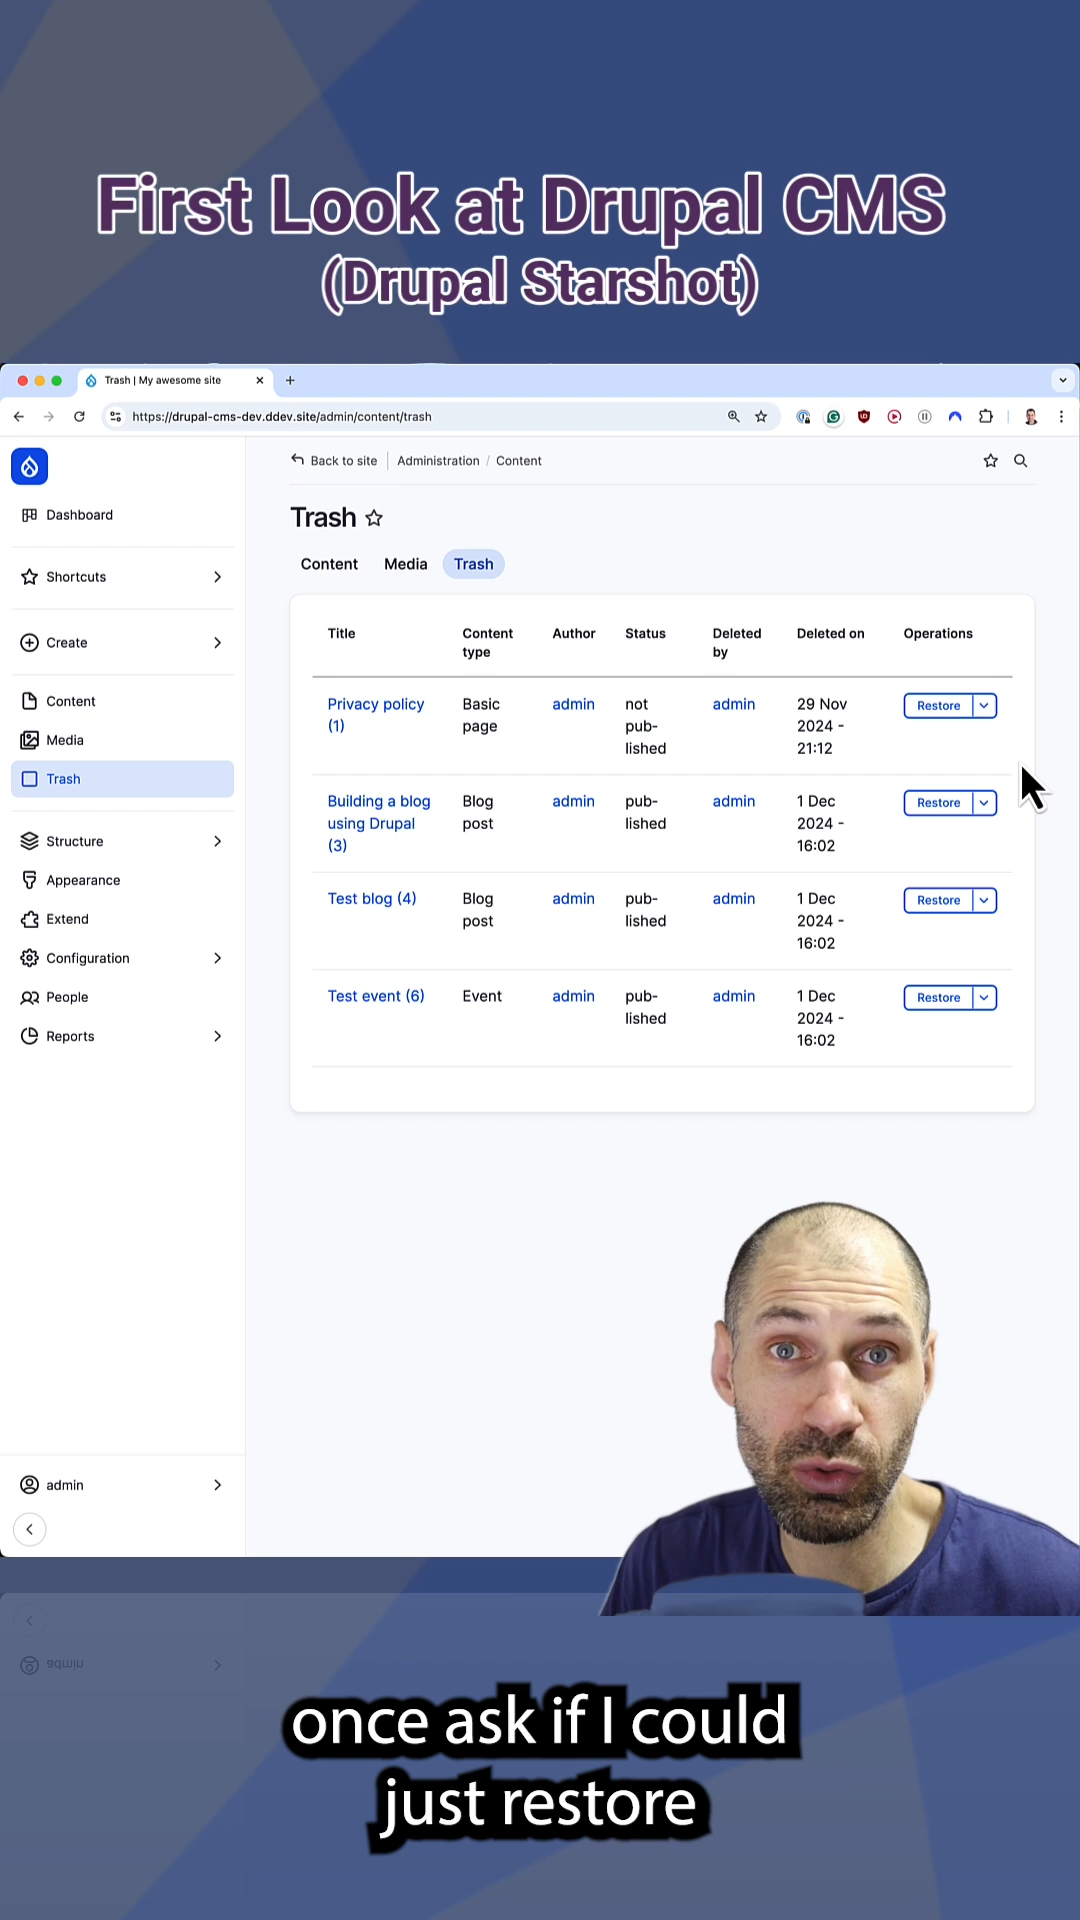 First Look at Drupal CMS
(Drupal Starshot)
Trash | My awesome site
https://drupal-cms-dev.ddev.site/admin/content/trash
Back to site
Administration / Content
Dashboard
Shortcuts
Create
Content
Media
Trash
Structure
Appearance
Extend
Configuration
People
Reports
admin
Trash
Content Media Trash
Title Content type Author Status Deleted by Deleted on Operations
Privacy policy (1) Basic page admin not pub-lished admin 29 Nov 2024 - 21:12 Restore
Building a blog using Drupal (3) Blog post admin pub-lished admin 1 Dec 2024 - 16:02 Restore
Test blog (4) Blog post admin pub-lished admin 1 Dec 2024 - 16:02 Restore
Test event (6) Event admin pub-lished admin 1 Dec 2024 - 16:02 Restore
admin
once ask if I could
just restore